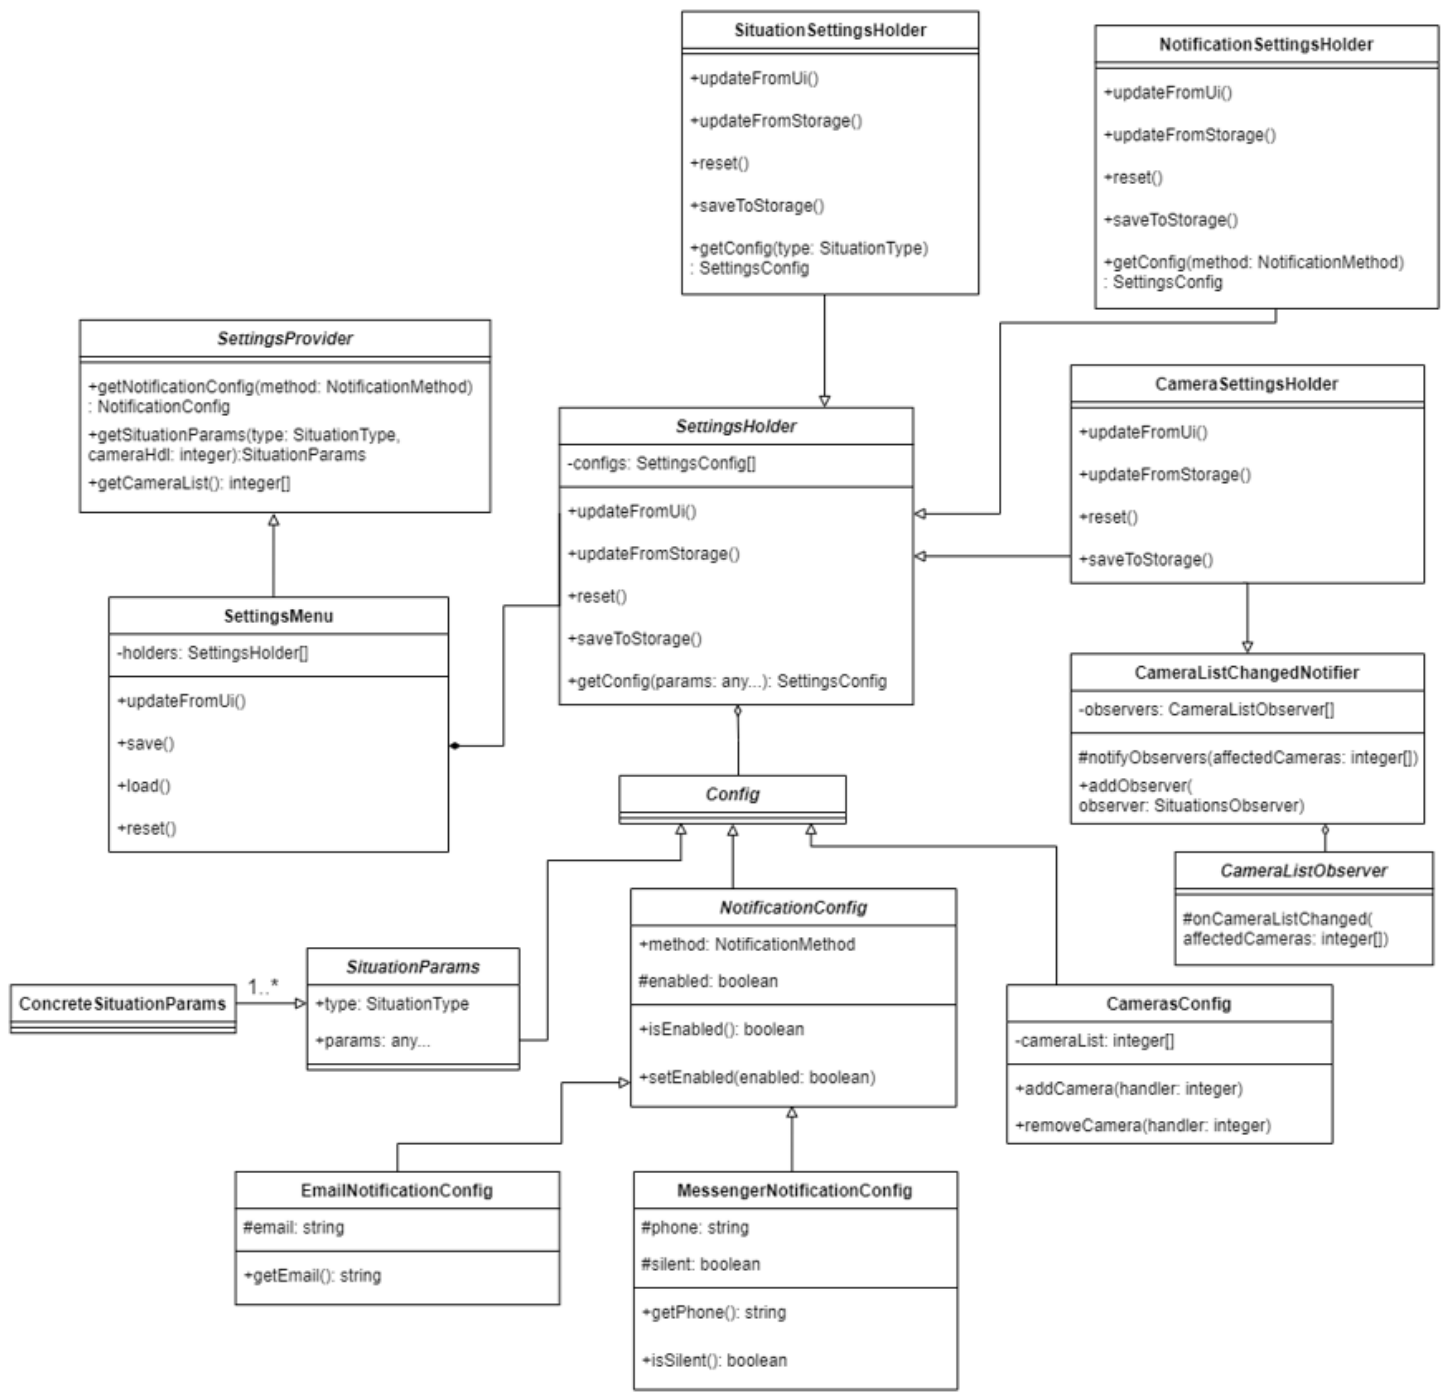 SituationSettingsHolder
+updateFromUi()
+updateFromStorage()
+reset()
+saveToStorage()
+getConfig(type: SituationType)
: SettingsConfig
NotificationSettingsHolder
+updateFromUi()
+updateFromStorage()
+reset()
+saveToStorage()
+getConfig(method: NotificationMethod)
: SettingsConfig
SettingsProvider
+getNotificationConfig(method: NotificationMethod)
: NotificationConfig
+getSituationParams(type: SituationType,
cameraHdl: integer):SituationParams
+getCameraList(): integer[]
SettingsHolder
-configs: SettingsConfig[]
+updateFromUi()
+updateFromStorage()
+reset()
+saveToStorage()
+getConfig(params: any...): SettingsConfig
CameraSettingsHolder
+updateFromUi()
+updateFromStorage()
+reset()
+saveToStorage()
SettingsMenu
-holders: SettingsHolder[]
+updateFromUi()
+save()
+load()
+reset()
CameraListChangedNotifier
-observers: CameraListObserver[]
#notifyObservers(affectedCameras: integer[])
+addObserver(
observer: SituationsObserver)
Config
CameraListObserver
#onCameraListChanged(
affectedCameras: integer[])
NotificationConfig
+method: NotificationMethod
#enabled: boolean
+isEnabled(): boolean
+setEnabled(enabled: boolean)
ConcreteSituationParams
1..*
SituationParams
+type: SituationType
+params: any...
CamerasConfig
-cameraList: integer[]
+addCamera(handler: integer)
+removeCamera(handler: integer)
EmailNotificationConfig
#email: string
+getEmail(): string
MessengerNotificationConfig
#phone: string
#silent: boolean
+getPhone(): string
+isSilent(): boolean